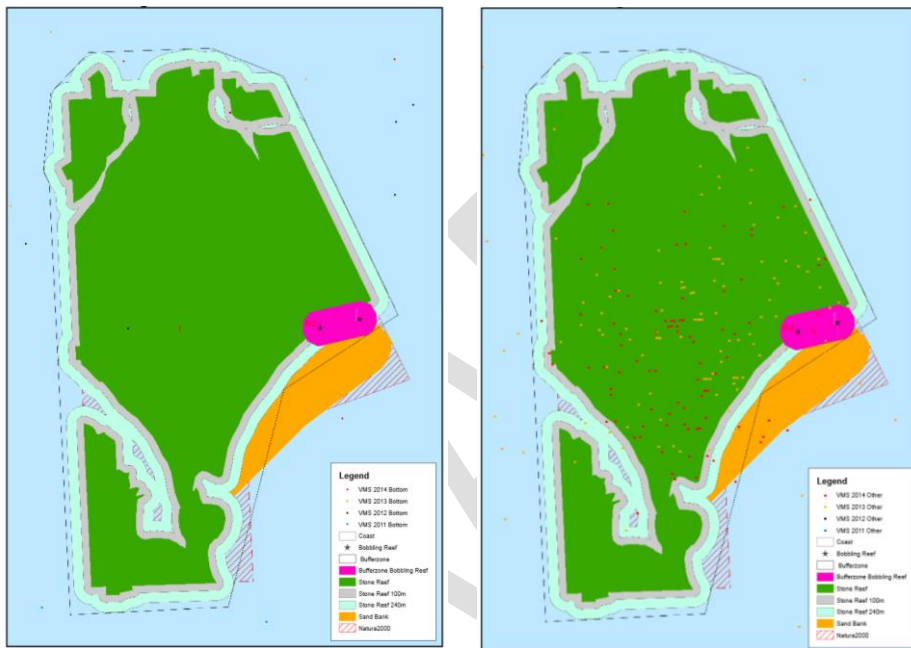 Legend
VMS 2014 Bottom
VMS 2013 Bottom
VMS 2012 Bottom
VMS 2011 Bottom
Coast
Bobbling Reef
Bufferzone
Bufferzone Bobbling Reef
Stone Reef
Stone Reef 100m
Stone Reef 240m
Sand Bank
Natura2000
Legend
VMS 2014 Other
VMS 2013 Other
VMS 2012 Other
VMS 2011 Other
Coast
Bobbling Reef
Bufferzone
Bufferzone Bobbling Reef
Stone Reef
Stone Reef 100m
Stone Reef 240m
Sand Bank
Natura2000